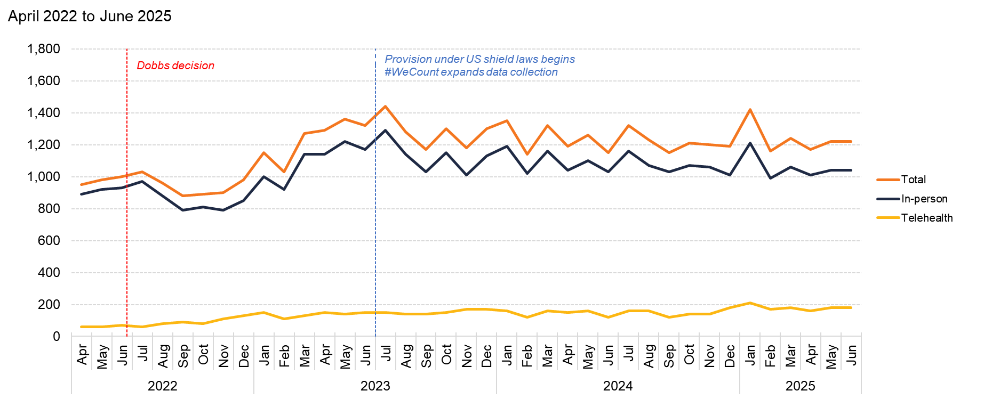 April 2022 to June 2025
1,800
1,600
1,400
1,200
1,000
800
600
400
200
0
Dobbs decision
Provision under US shield laws begins
#WeCount expands data collection
Total
In-person
Telehealth
Apr May Jun Jul Aug Sep Oct Nov Dec Jan Feb Mar Apr May Jun Jul Aug Sep Oct Nov Dec Jan Feb Mar Apr May Jun Jul Aug Sep Oct Nov Dec Jan Feb Mar Apr May Jun
2022 2023 2024 2025